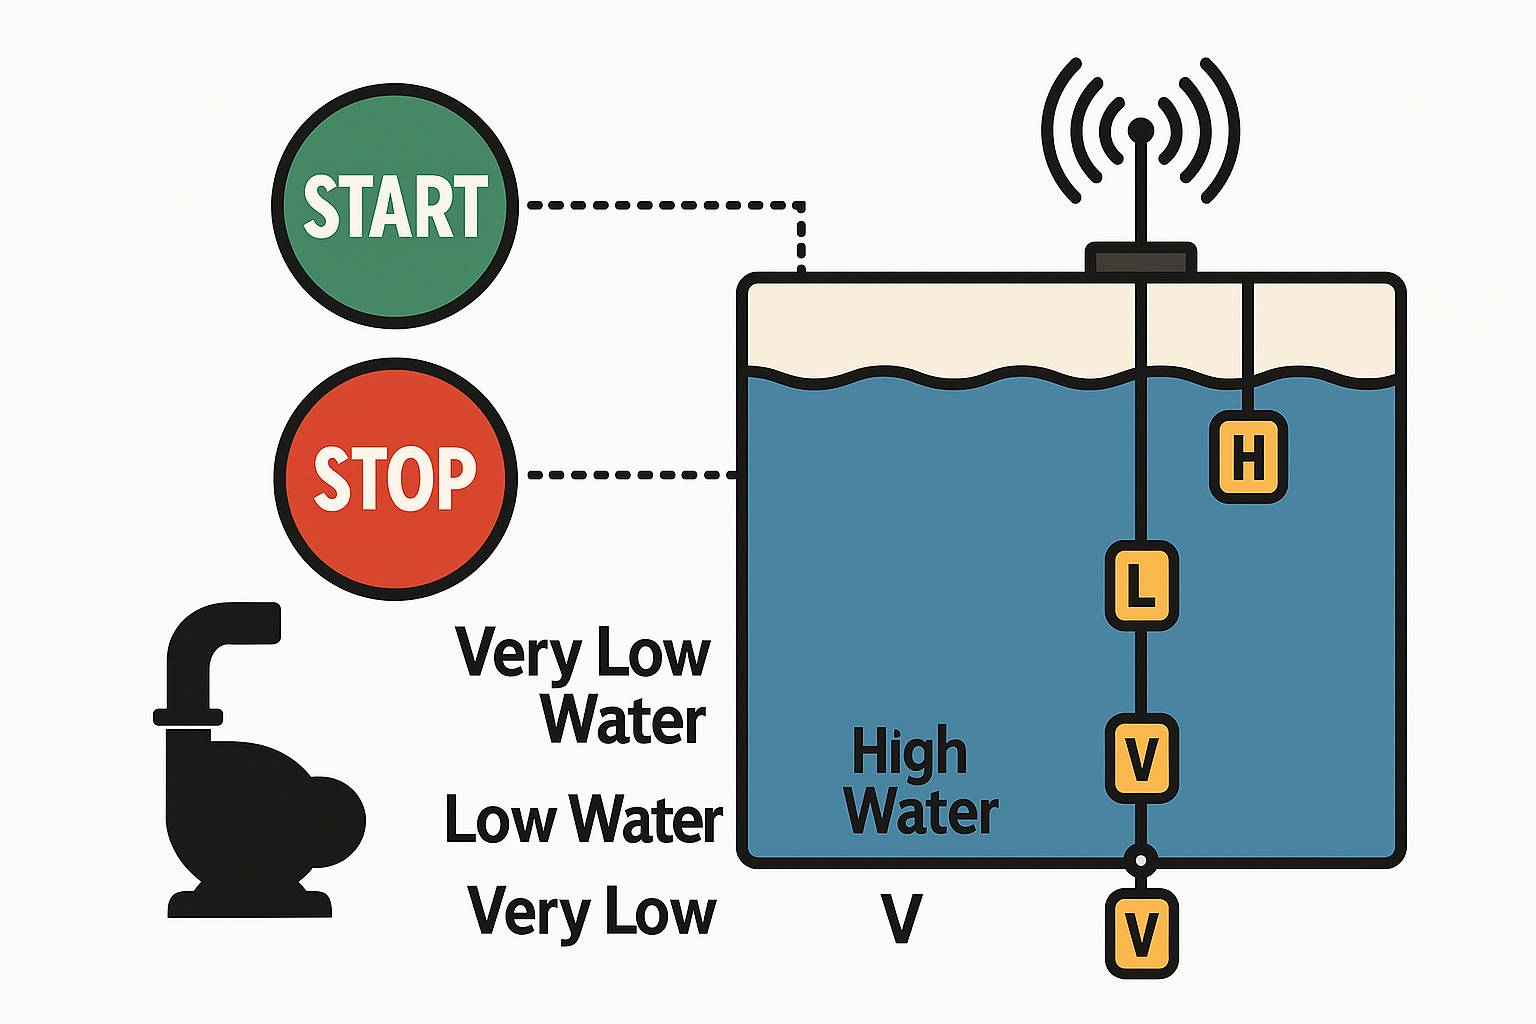 START
STOP
H
L
Very Low
Water
High
Water
V
Low Water
Very Low
V
V